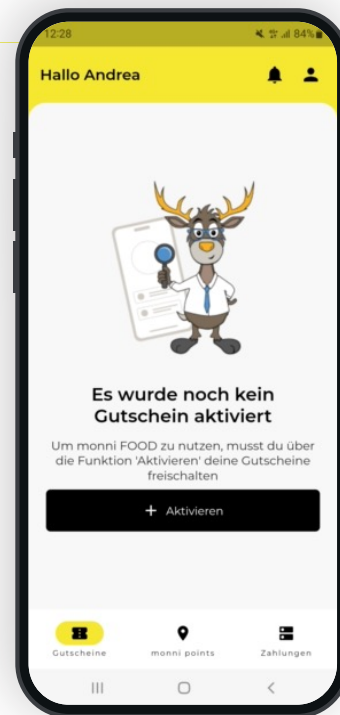 12:28
84%
Hallo Andrea
Es wurde noch kein
Gutschein aktiviert
Um monni FOOD zu nutzen, musst du über
die Funktion 'Aktivieren' deine Gutscheine
freischalten
+ Aktivieren
Gutscheine monni points Zahlungen